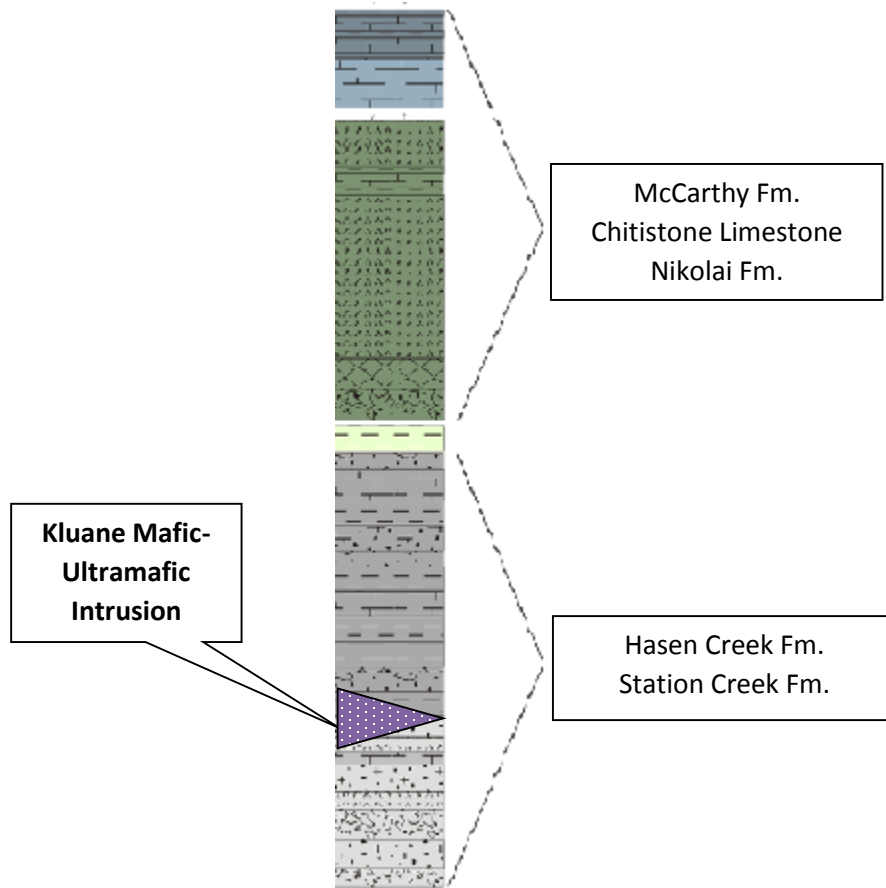 McCarthy Fm.
Chitistone Limestone
Nikolai Fm.
Kluane Mafic-
Ultramafic
Intrusion
Hasen Creek Fm.
Station Creek Fm.